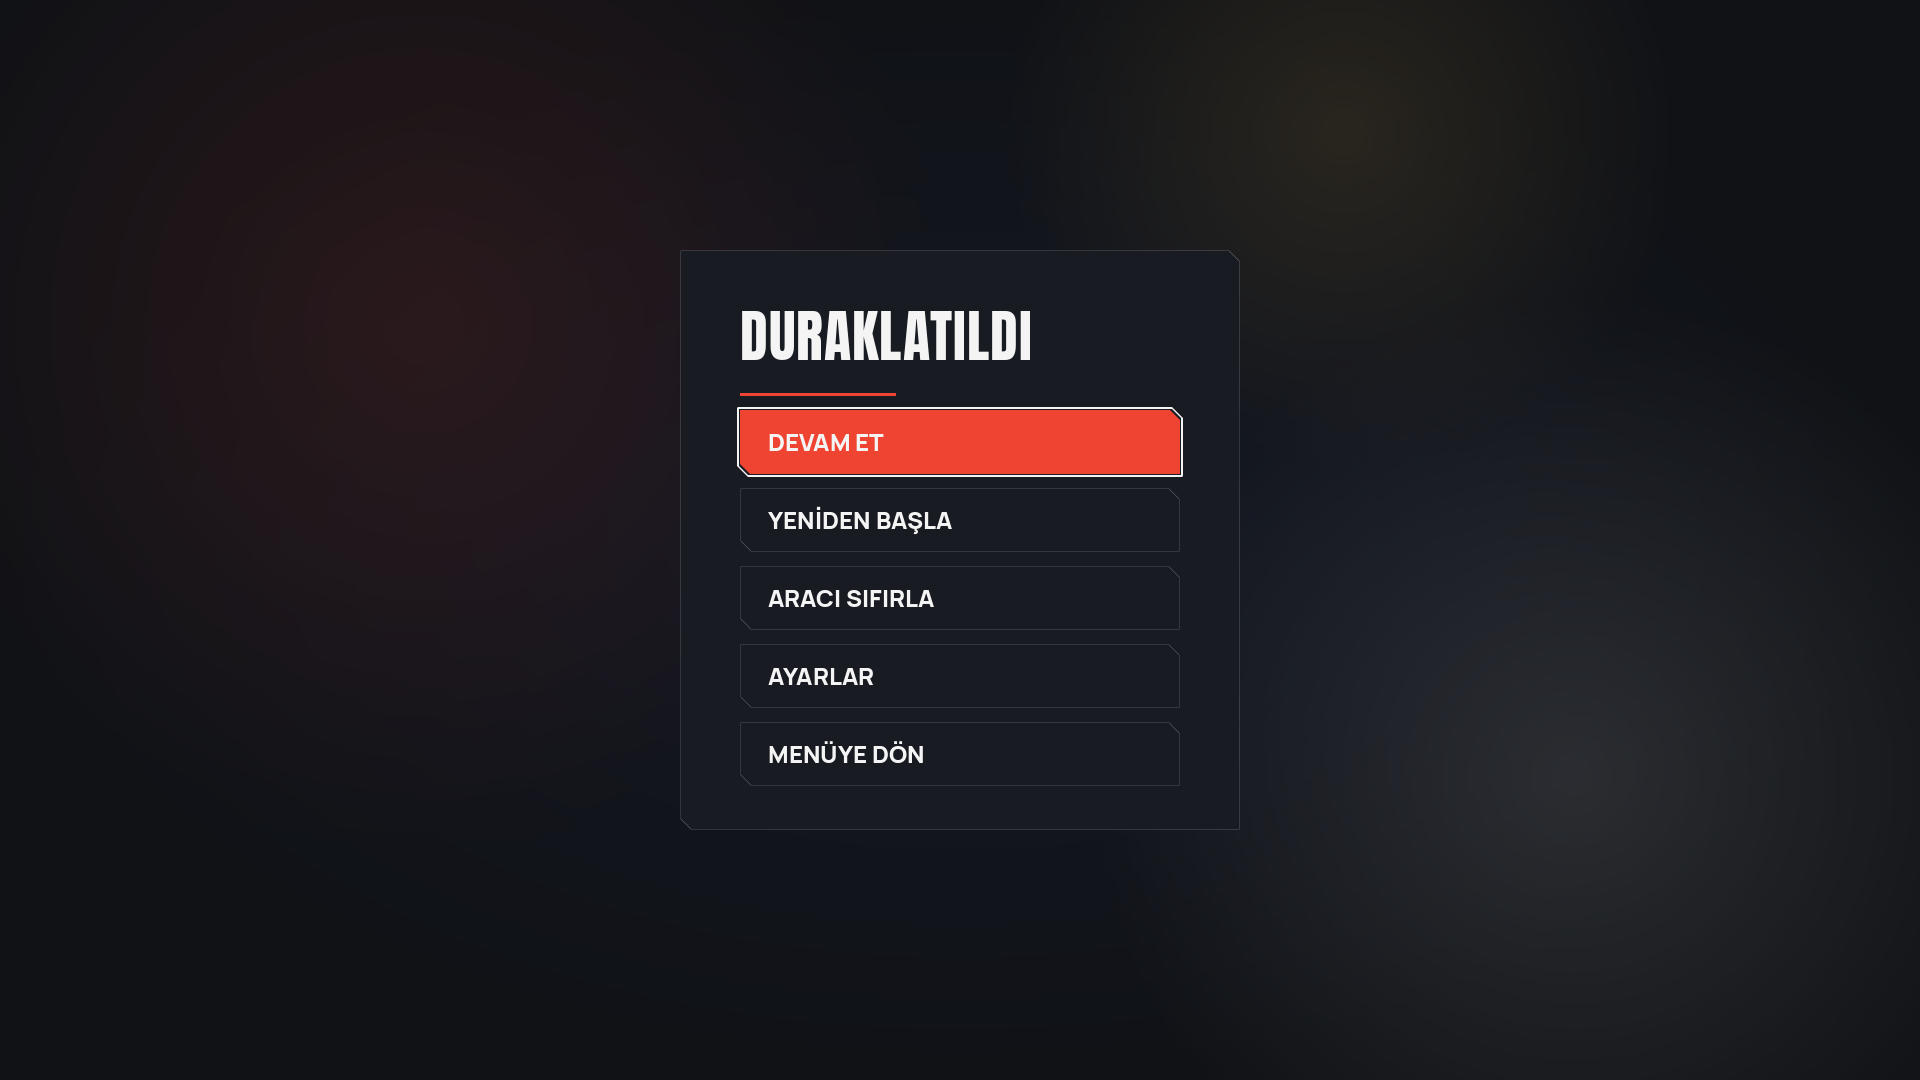 DURAKLATILDI
DEVAM ET
YENİDEN BAŞLA
ARACI SIFIRLA
AYARLAR
MENÜYE DÖN